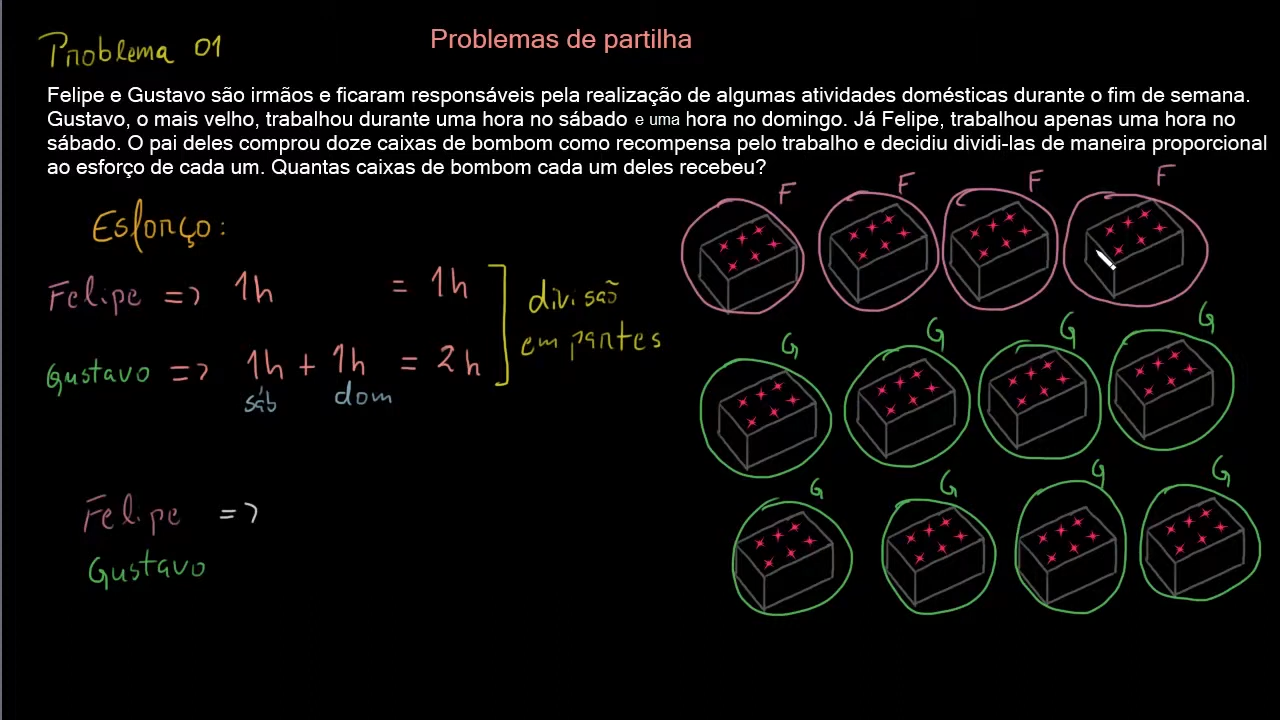 Problema 01
Problemas de partilha
Felipe e Gustavo são irmãos e ficaram responsáveis pela realização de algumas atividades domésticas durante o fim de semana.
Gustavo, o mais velho, trabalhou durante uma hora no sábado e uma hora no domingo. Já Felipe, trabalhou apenas uma hora no
sábado. O pai deles comprou doze caixas de bombom como recompensa pelo trabalho e decidiu dividi-las de maneira proporcional
ao esforço de cada um. Quantas caixas de bombom cada um deles recebeu?
F F F F
Esforço:
Felipe => 1h = 1h
divisão
em partes
Gustavo => 1h + 1h = 2h
sáb dom
G G G G
G G G G
Felipe =>
Gustavo